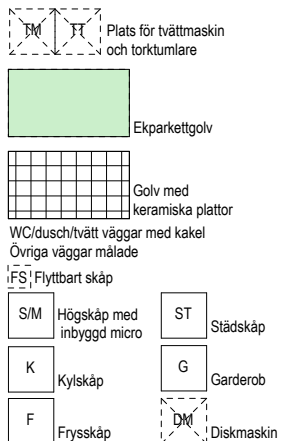 TM TT Plats för tvättmaskin
och torktumlare
Ekparkettgolv
Golv med
keramiska plattor
WC/dusch/tvätt väggar med kakel
Övriga väggar målade
FS Flyttbart skåp
S/M Högskåp med
inbyggd micro
ST Städskåp
K Kylskåp
G Garderob
F Frysskåp
DM Diskmaskin